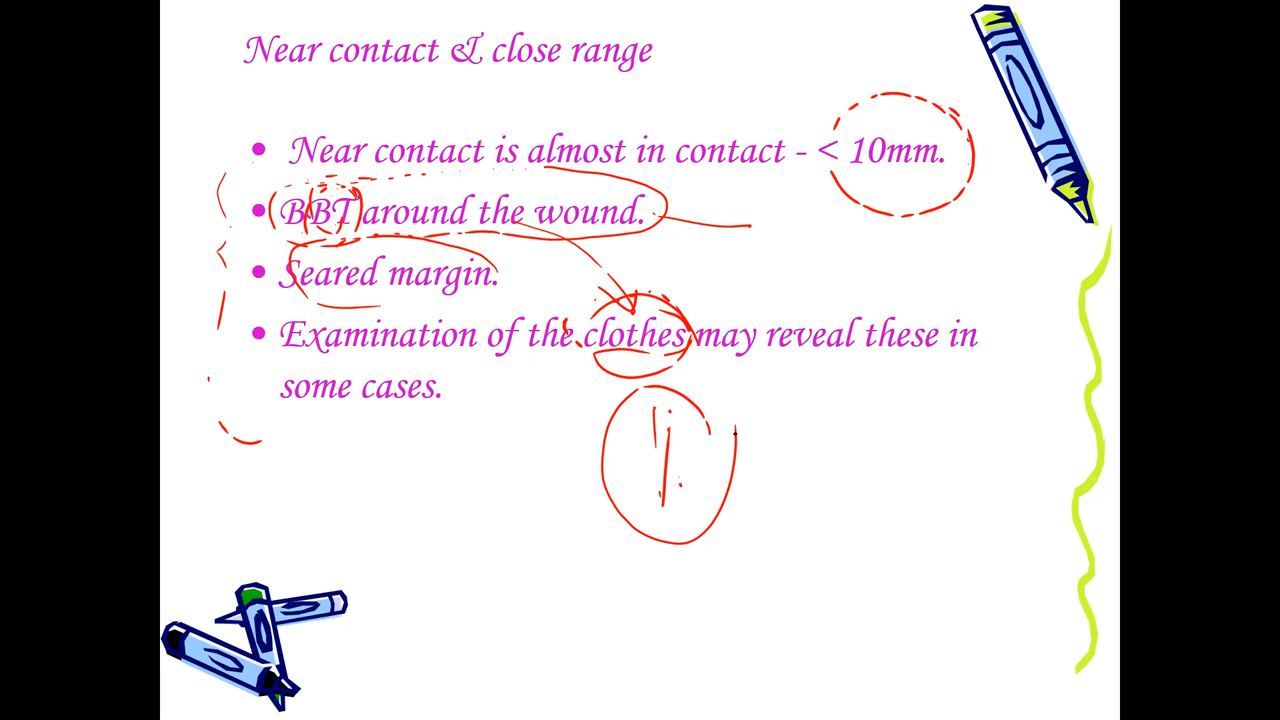 Near contact & close range
• Near contact is almost in contact - < 10mm.
• BBT around the wound.
• Seared margin.
• Examination of the clothes may reveal these in
some cases.